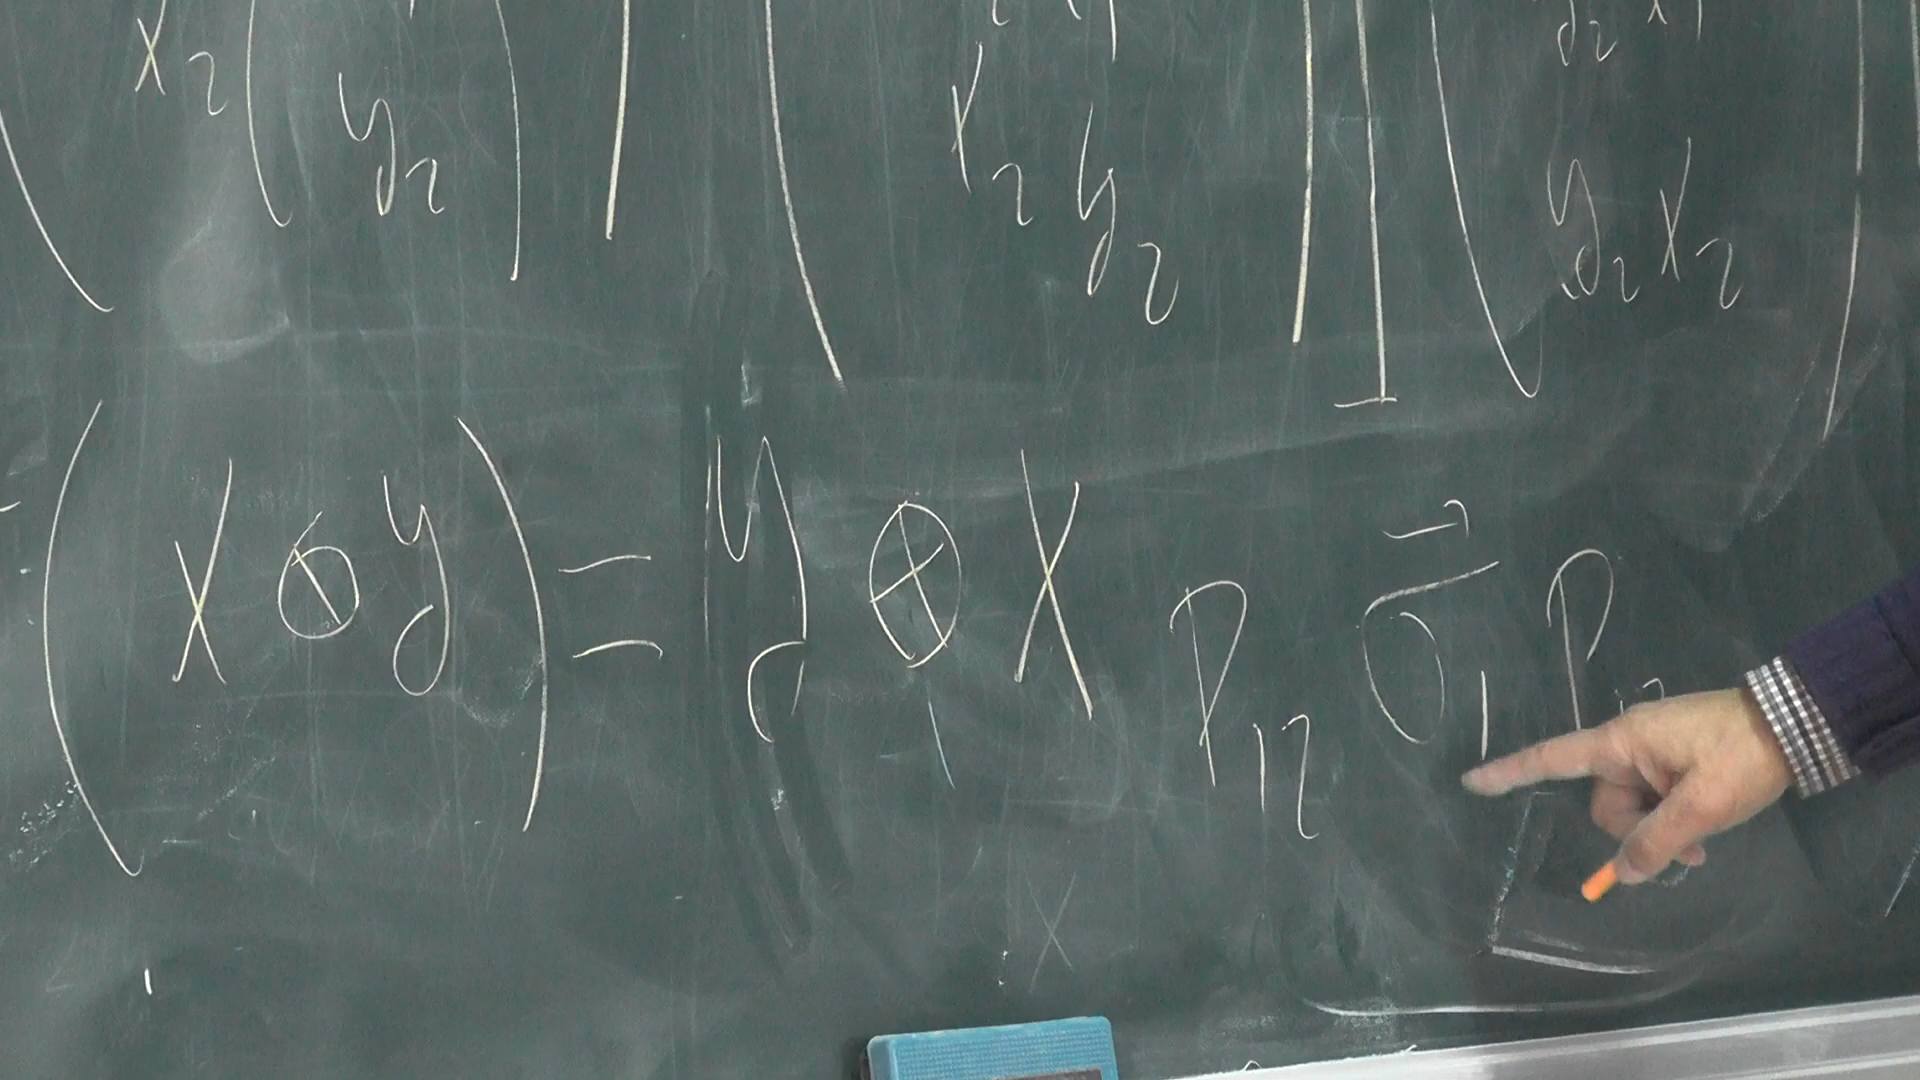 x₂ ( y₂ ) x₂ y₂ y₂ x₂
( x ⊗ y ) = y ⊗ x P₁₂ σ⃗₁ P₁₂